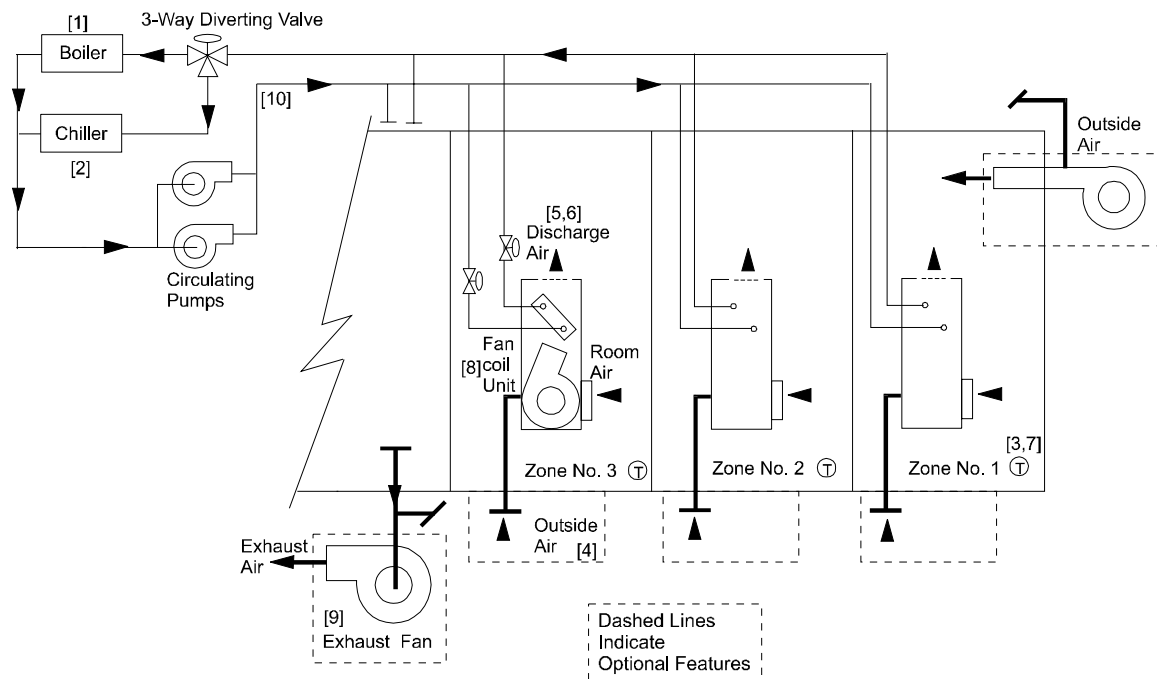 [1]
3-Way Diverting Valve
Boiler
[10]
Chiller
[2]
Outside
Air
[5,6]
Discharge
Air
Circulating
Pumps
Fan
[8] coil
Unit
Room
Air
[3,7]
Zone No. 3 T
Zone No. 2 T
Zone No. 1 T
Outside
Air [4]
Exhaust
Air
[9]
Exhaust Fan
Dashed Lines
Indicate
Optional Features